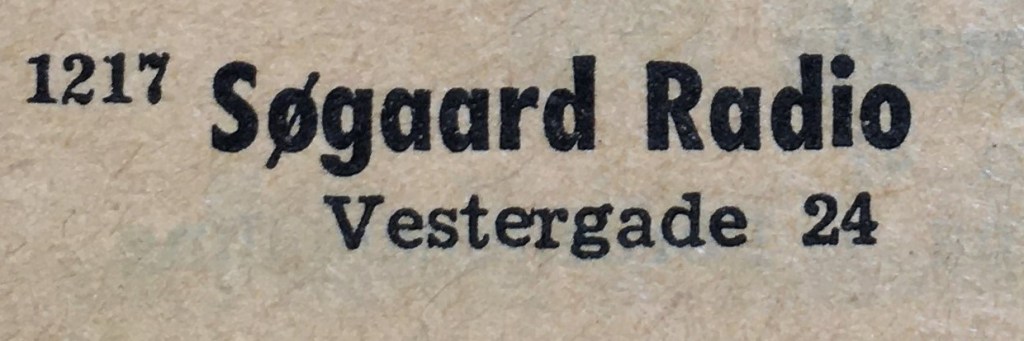 1217 Søgaard Radio
Vestergade 24